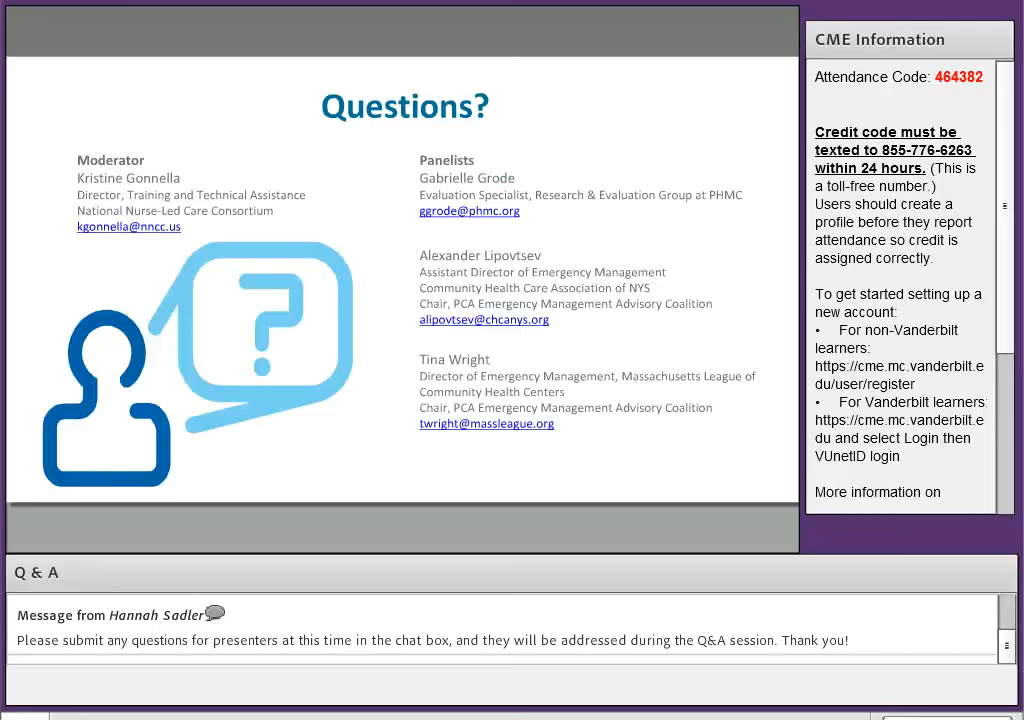 Questions?
Moderator
Kristine Gonnella
Director, Training and Technical Assistance
National Nurse-Led Care Consortium
kgonnella@nncc.us
Panelists
Gabrielle Grode
Evaluation Specialist, Research & Evaluation Group at PHMC
ggrode@phmc.org
Alexander Lipovtsev
Assistant Director of Emergency Management
Community Health Care Association of NYS
Chair, PCA Emergency Management Advisory Coalition
alipovtsev@chcanys.org
Tina Wright
Director of Emergency Management, Massachusetts League of
Community Health Centers
Chair, PCA Emergency Management Advisory Coalition
twright@massleague.org
?
CME Information
Attendance Code: 464382
Credit code must be
texted to 855-776-6263
within 24 hours. (This is
a toll-free number.)
Users should create a
profile before they report
attendance so credit is
assigned correctly.
To get started setting up a
new account:
• For non-Vanderbilt
learners:
https://cme.mc.vanderbilt.e
du/user/register
• For Vanderbilt learners:
https://cme.mc.vanderbilt.e
du and select Login then
VUnetID login
More information on
Q & A
Message from Hannah Sadler
Please submit any questions for presenters at this time in the chat box, and they will be addressed during the Q&A session. Thank you!